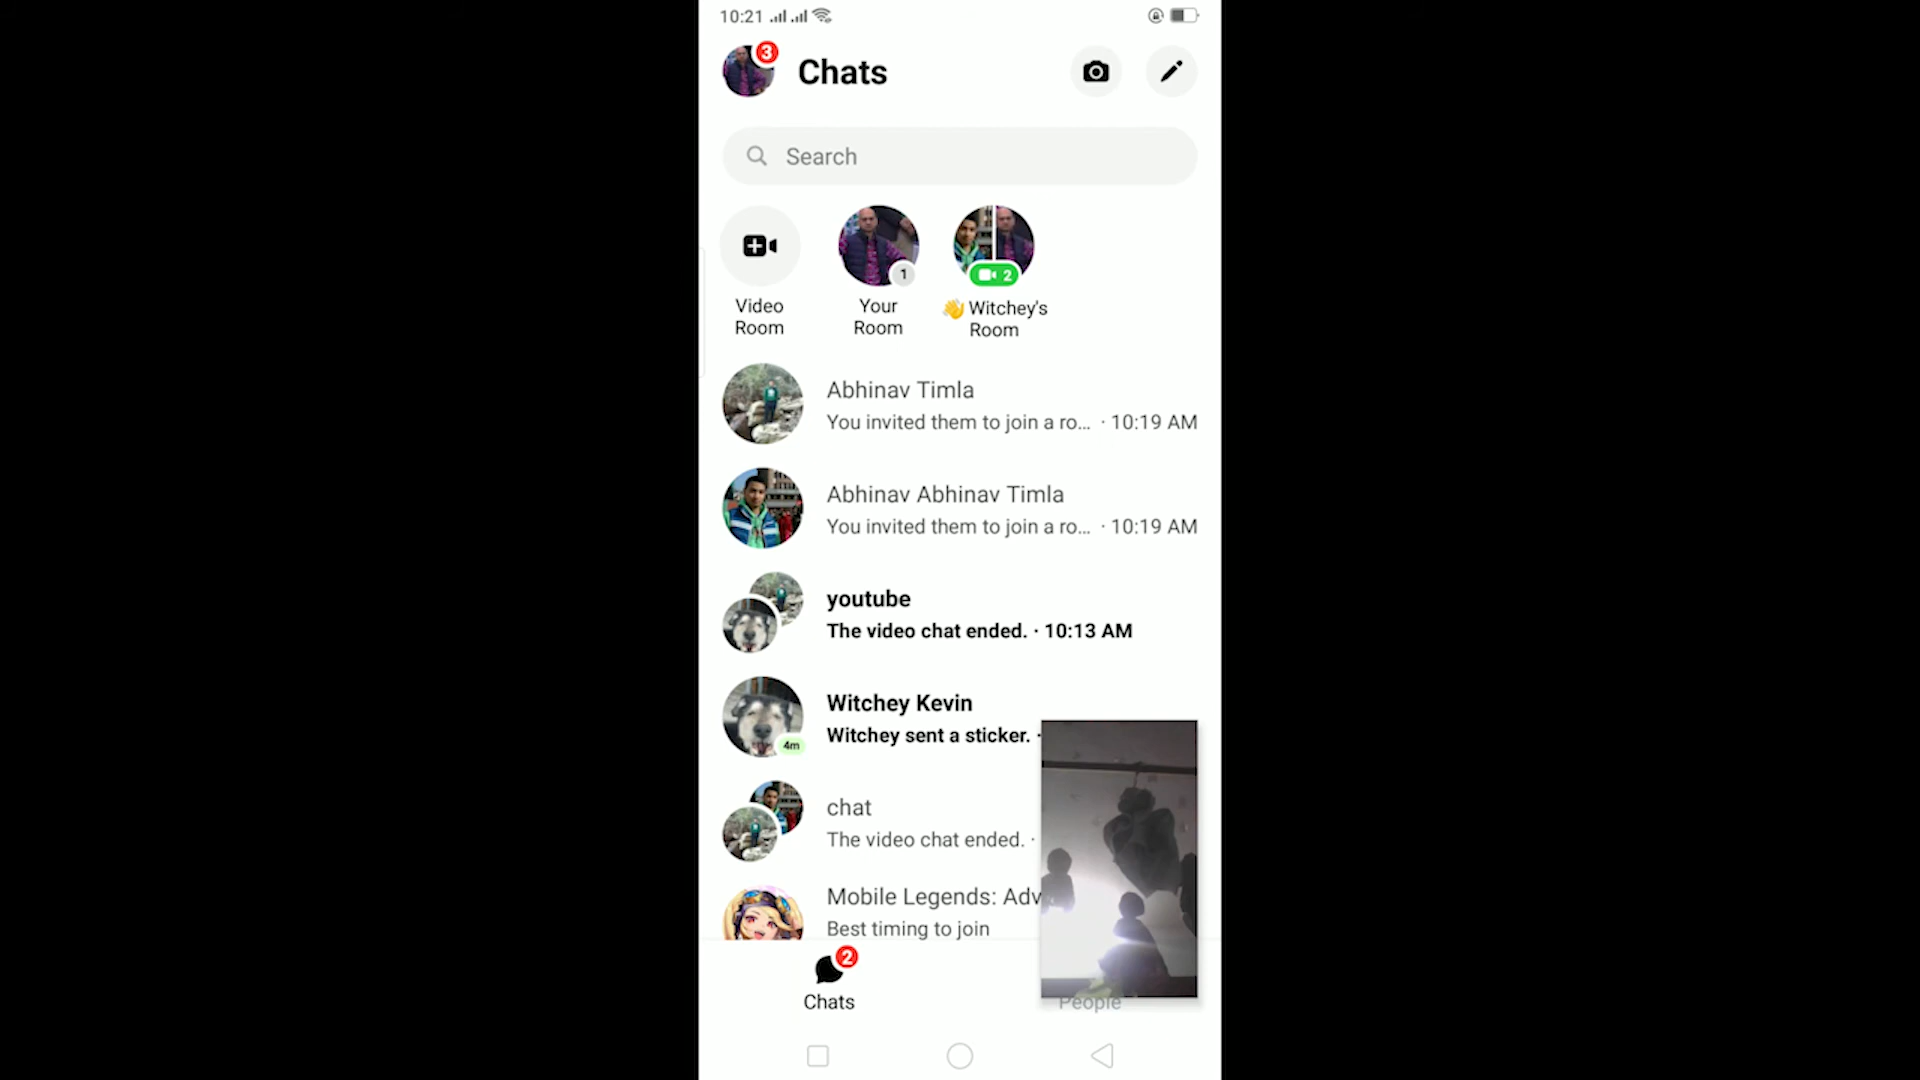 10:21
3
Chats
Search
1
2
Video
Room
Your
Room
👋 Witchey's
Room
Abhinav Timla
You invited them to join a ro... · 10:19 AM
Abhinav Abhinav Timla
You invited them to join a ro... · 10:19 AM
youtube
The video chat ended. · 10:13 AM
Witchey Kevin
Witchey sent a sticker. ·
4m
chat
The video chat ended. ·
Mobile Legends: Adv
Best timing to join
2
Chats
People